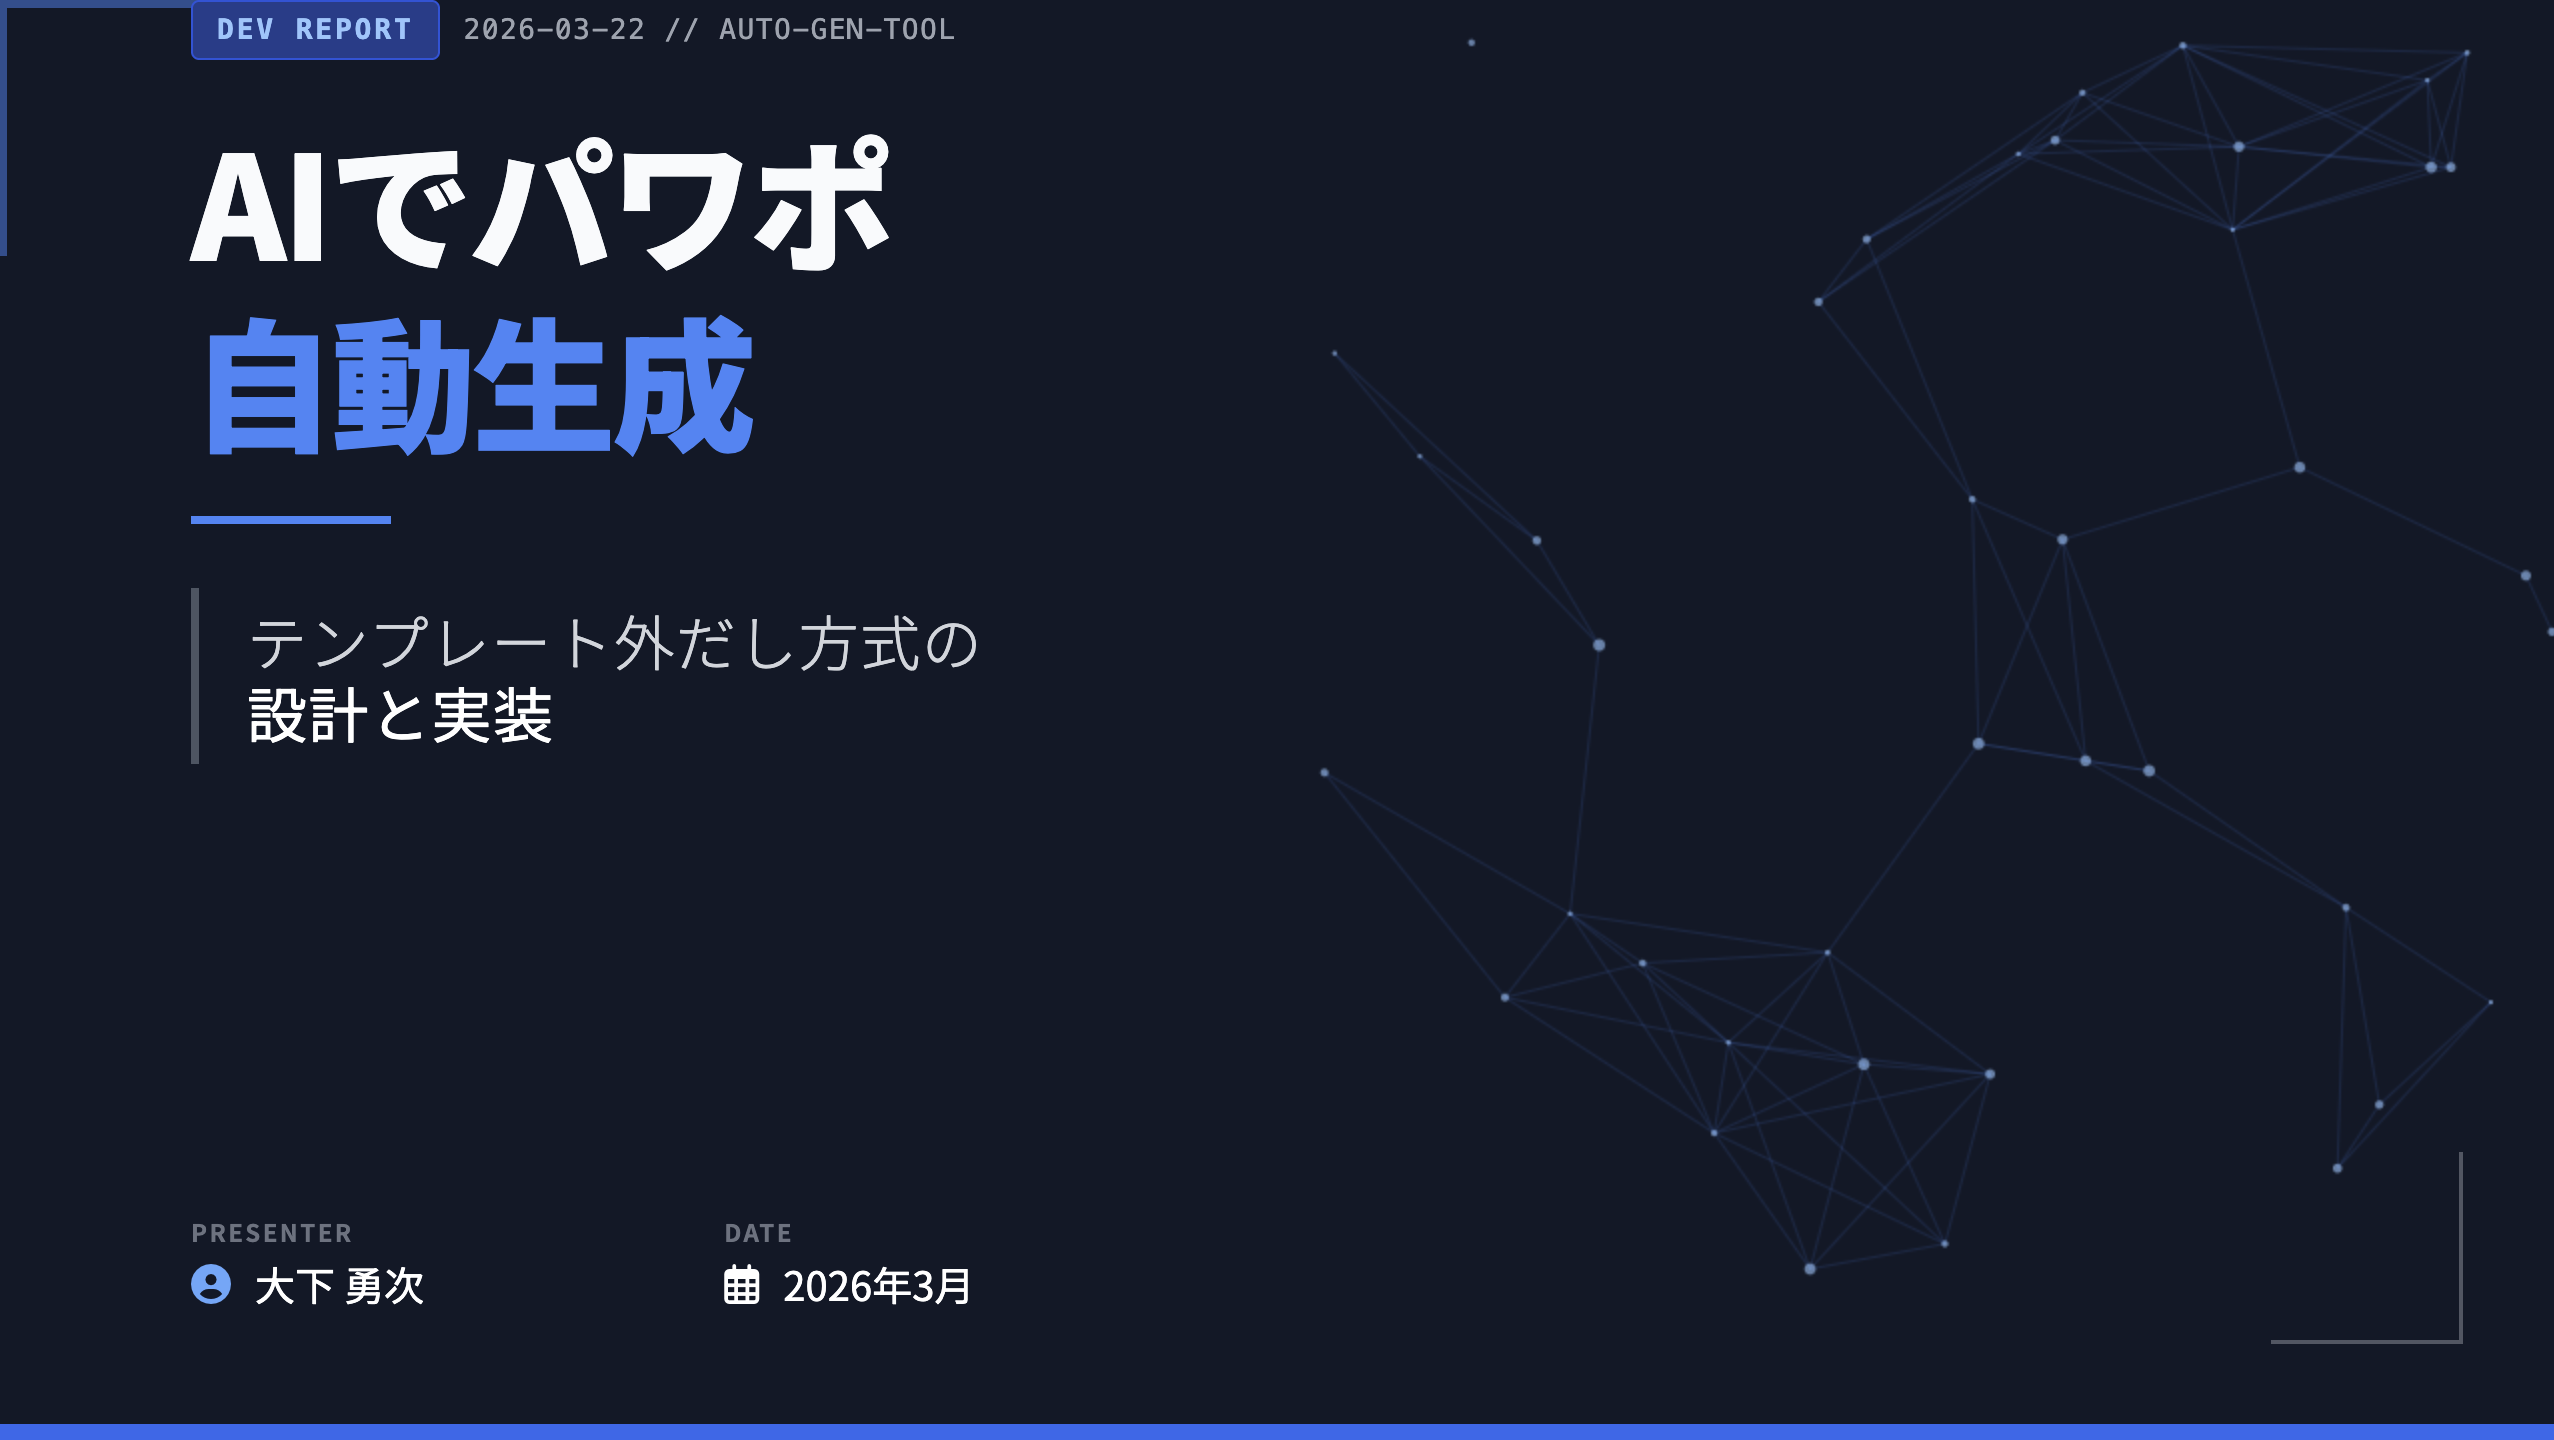 DEV REPORT 2026-03-22 // AUTO-GEN-TOOL
AIでパワポ
自動生成
テンプレート外だし方式の
設計と実装
PRESENTER
大下 勇次
DATE
2026年3月